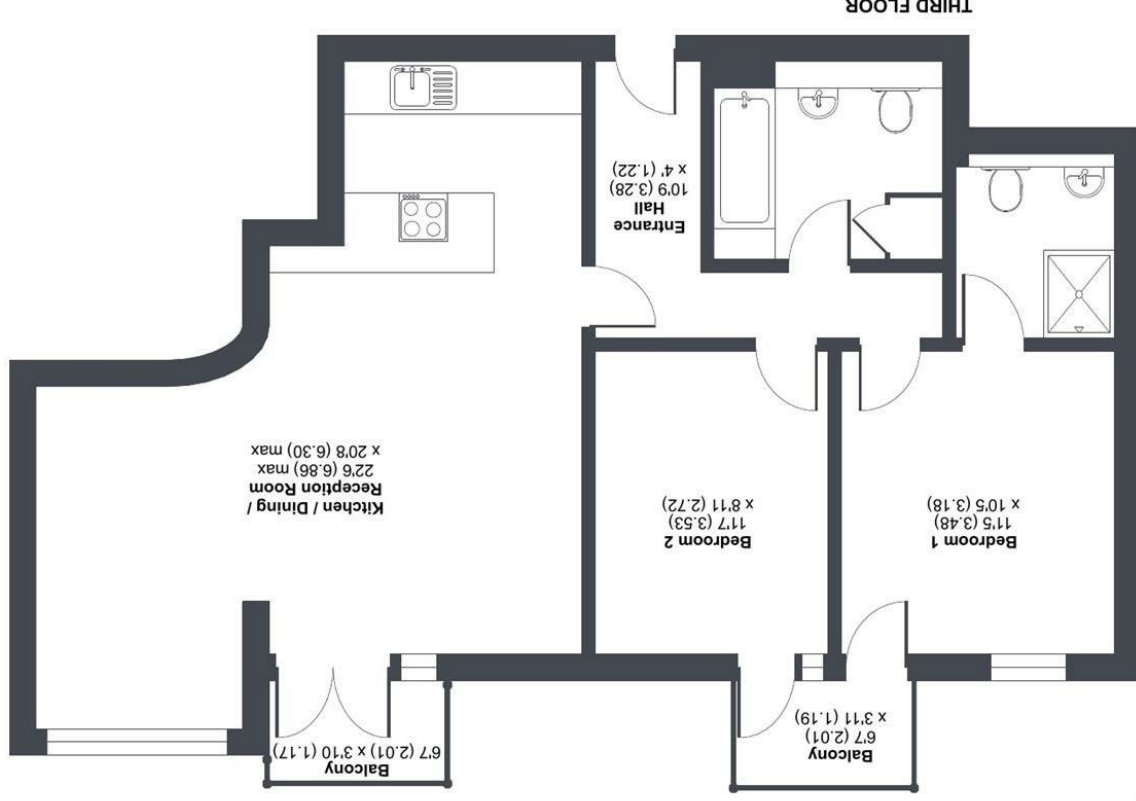 Balcony
6'7 (2.01)
x 3'11 (1.19)
Balcony
6'7 (2.01) x 3'10 (1.17)
Bedroom 1
11'5 (3.48)
x 10'5 (3.18)
Bedroom 2
11'7 (3.53)
x 8'11 (2.72)
Kitchen / Dining /
Reception Room
22'6 (6.86) max
x 20'8 (6.30) max
Entrance
Hall
10'9 (3.28)
x 4' (1.22)
THIRD FLOOR